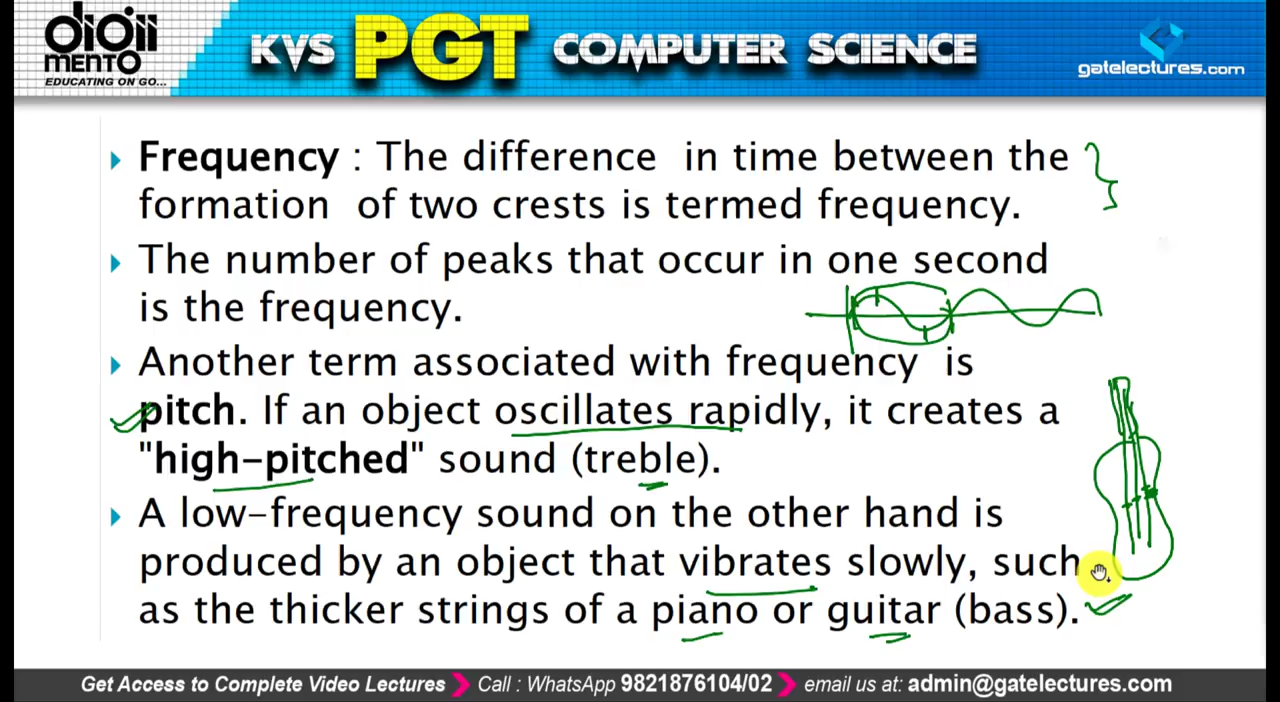 digii
mento
EDUCATING ON GO...
KVS PGT COMPUTER SCIENCE
gatelectures.com
Frequency : The difference in time between the
formation of two crests is termed frequency.
The number of peaks that occur in one second
is the frequency.
Another term associated with frequency is
pitch. If an object oscillates rapidly, it creates a
"high-pitched" sound (treble).
A low-frequency sound on the other hand is
produced by an object that vibrates slowly, such
as the thicker strings of a piano or guitar (bass).
Get Access to Complete Video Lectures Call : WhatsApp 9821876104/02 email us at: admin@gatelectures.com